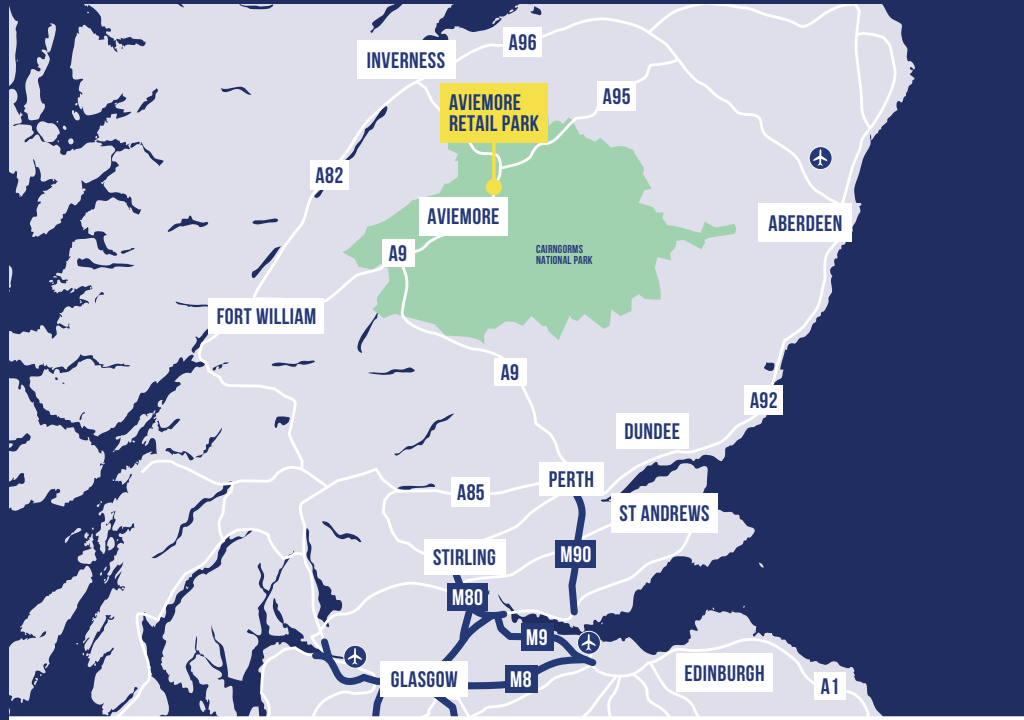 A96
INVERNESS
A95
AVIEMORE
RETAIL PARK
A82
AVIEMORE
ABERDEEN
A9
CAIRNGORMS
NATIONAL PARK
FORT WILLIAM
A9
A92
DUNDEE
PERTH
A85
ST ANDREWS
STIRLING
M90
M80
M9
EDINBURGH
GLASGOW
M8
A1